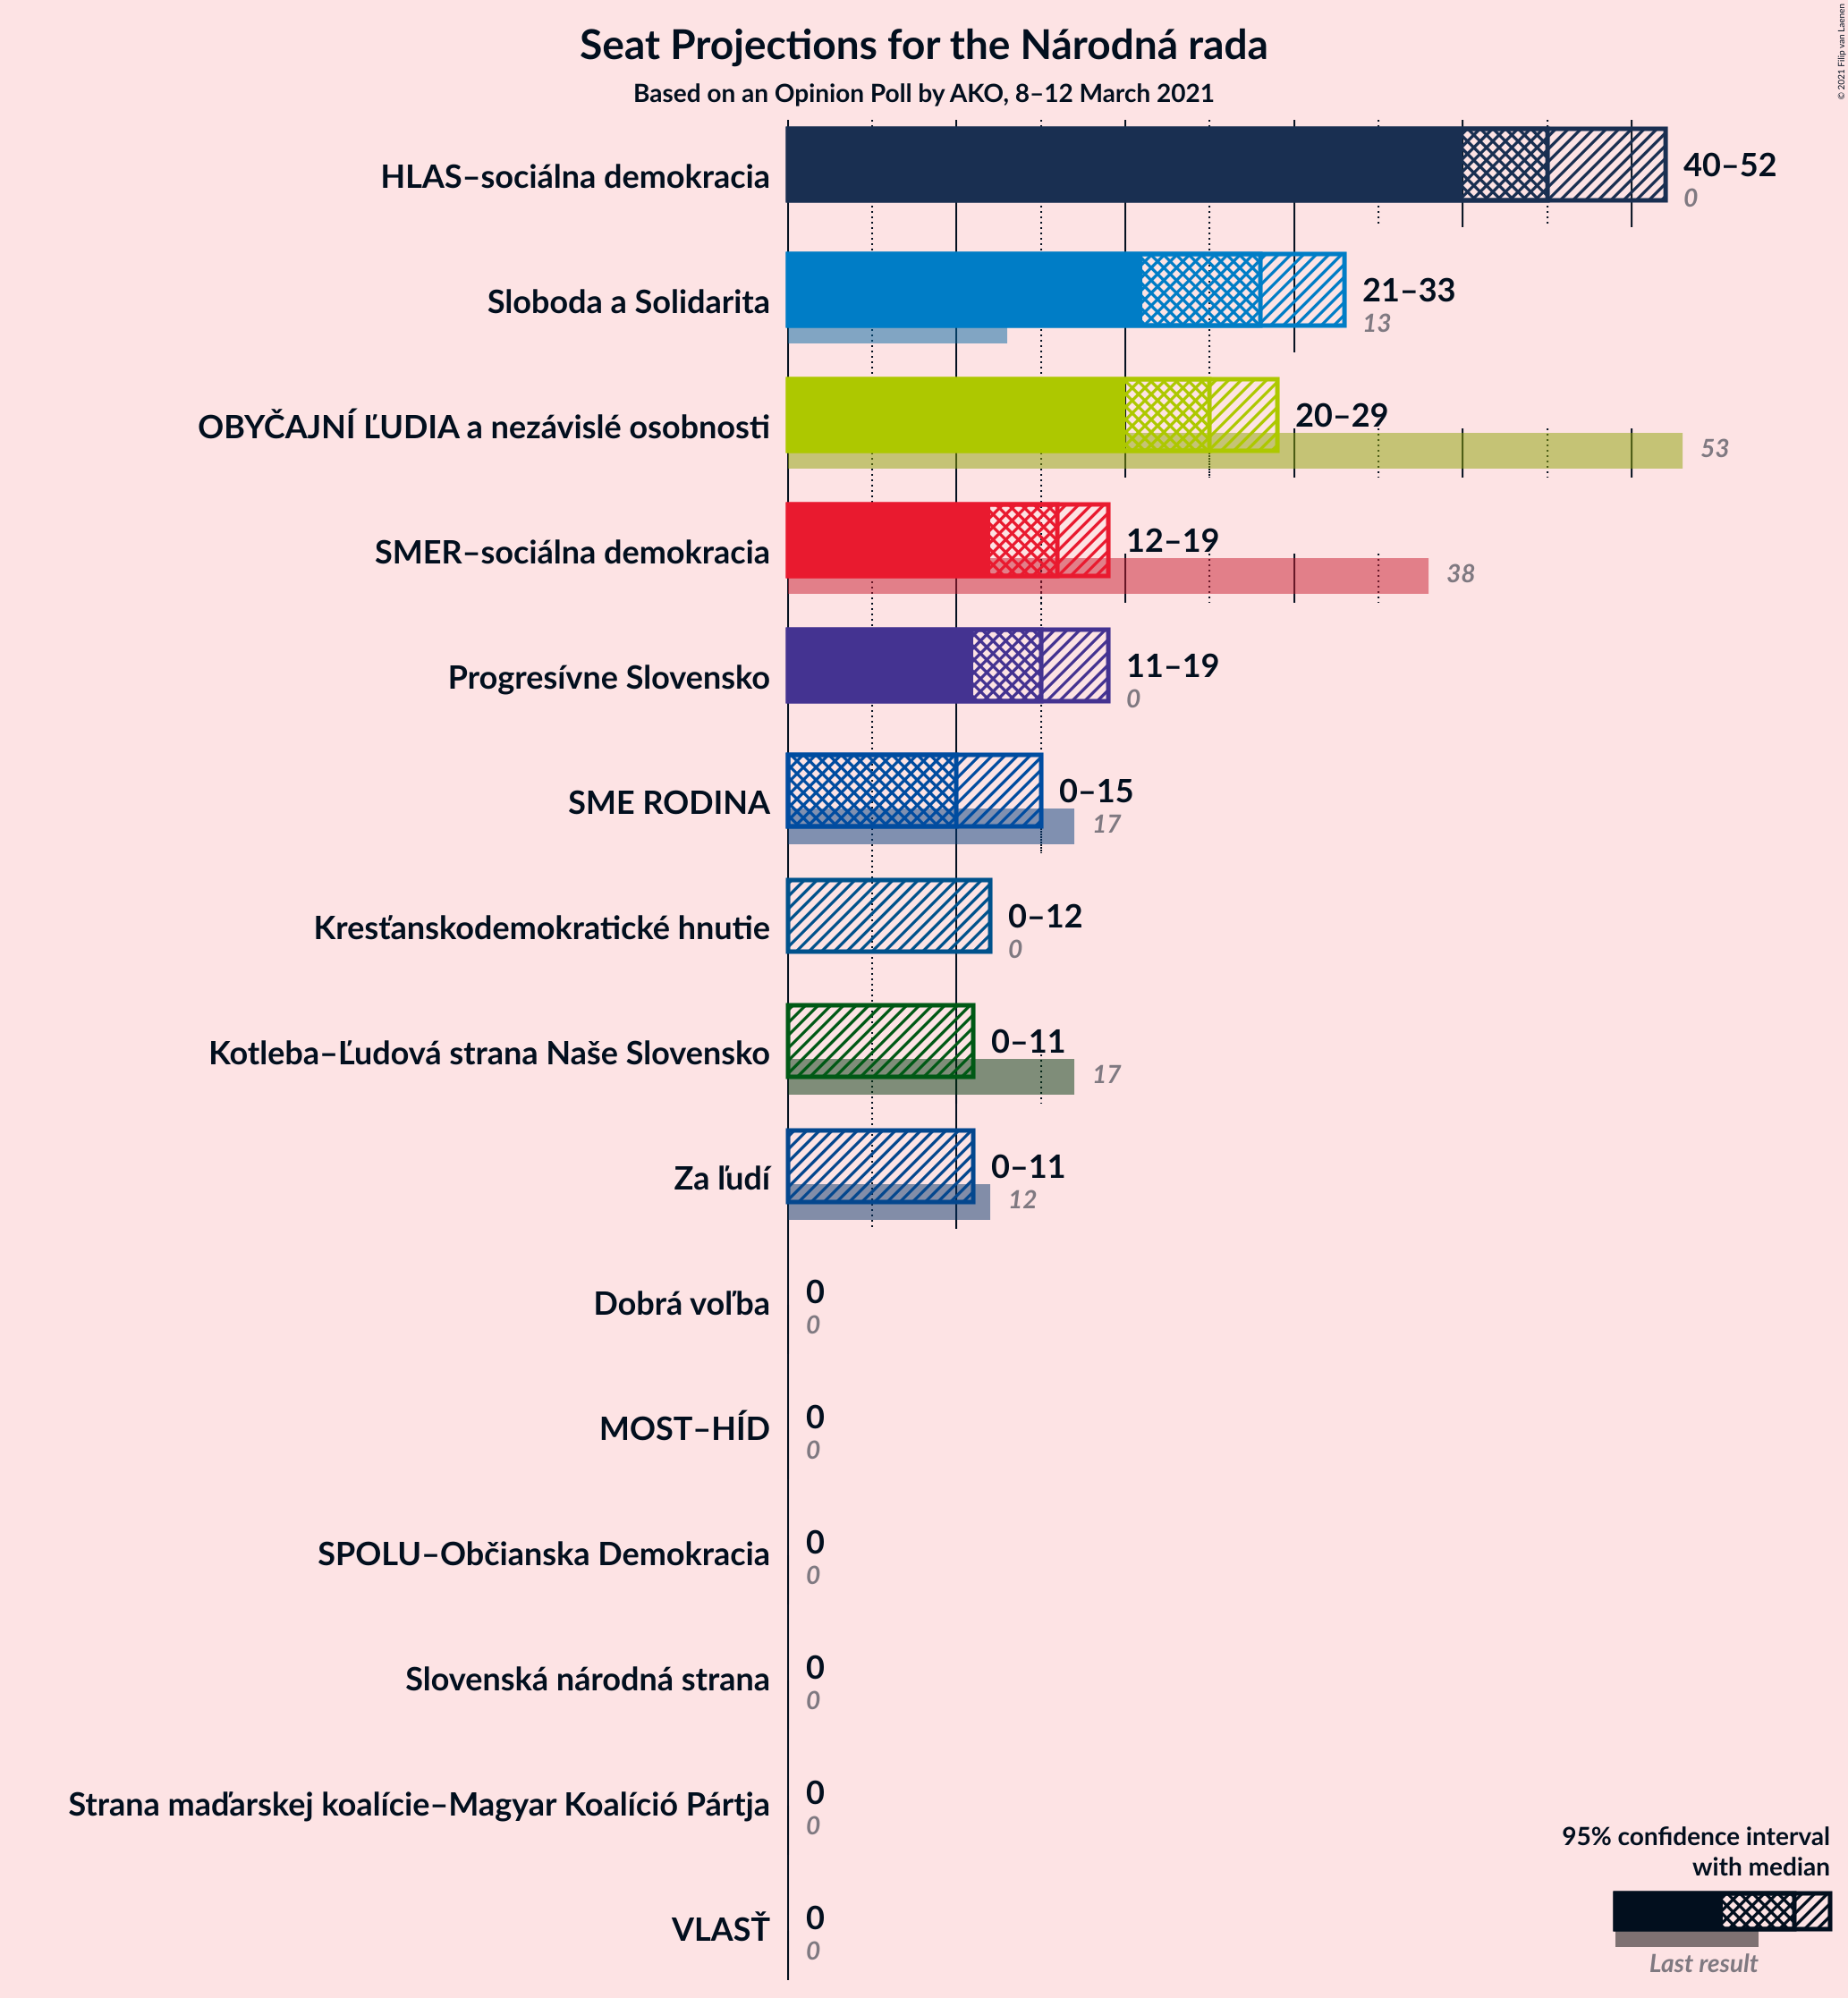 Seat Projections for the Národná rada
Based on an Opinion Poll by AKO, 8–12 March 2021
© 2021 Filip van Laenen
HLAS–sociálna demokracia
40–52
0
Sloboda a Solidarita
21–33
13
OBYČAJNÍ ĽUDIA a nezávislé osobnosti
20–29
53
SMER–sociálna demokracia
12–19
38
Progresívne Slovensko
11–19
0
SME RODINA
0–15
17
Kresťanskodemokratické hnutie
0–12
0
Kotleba–Ľudová strana Naše Slovensko
0–11
17
Za ľudí
0–11
12
Dobrá voľba
0
0
MOST–HÍD
0
0
SPOLU–Občianska Demokracia
0
0
Slovenská národná strana
0
0
Strana maďarskej koalície–Magyar Koalíció Pártja
0
0
VLASŤ
0
0
95% confidence interval
with median
Last result